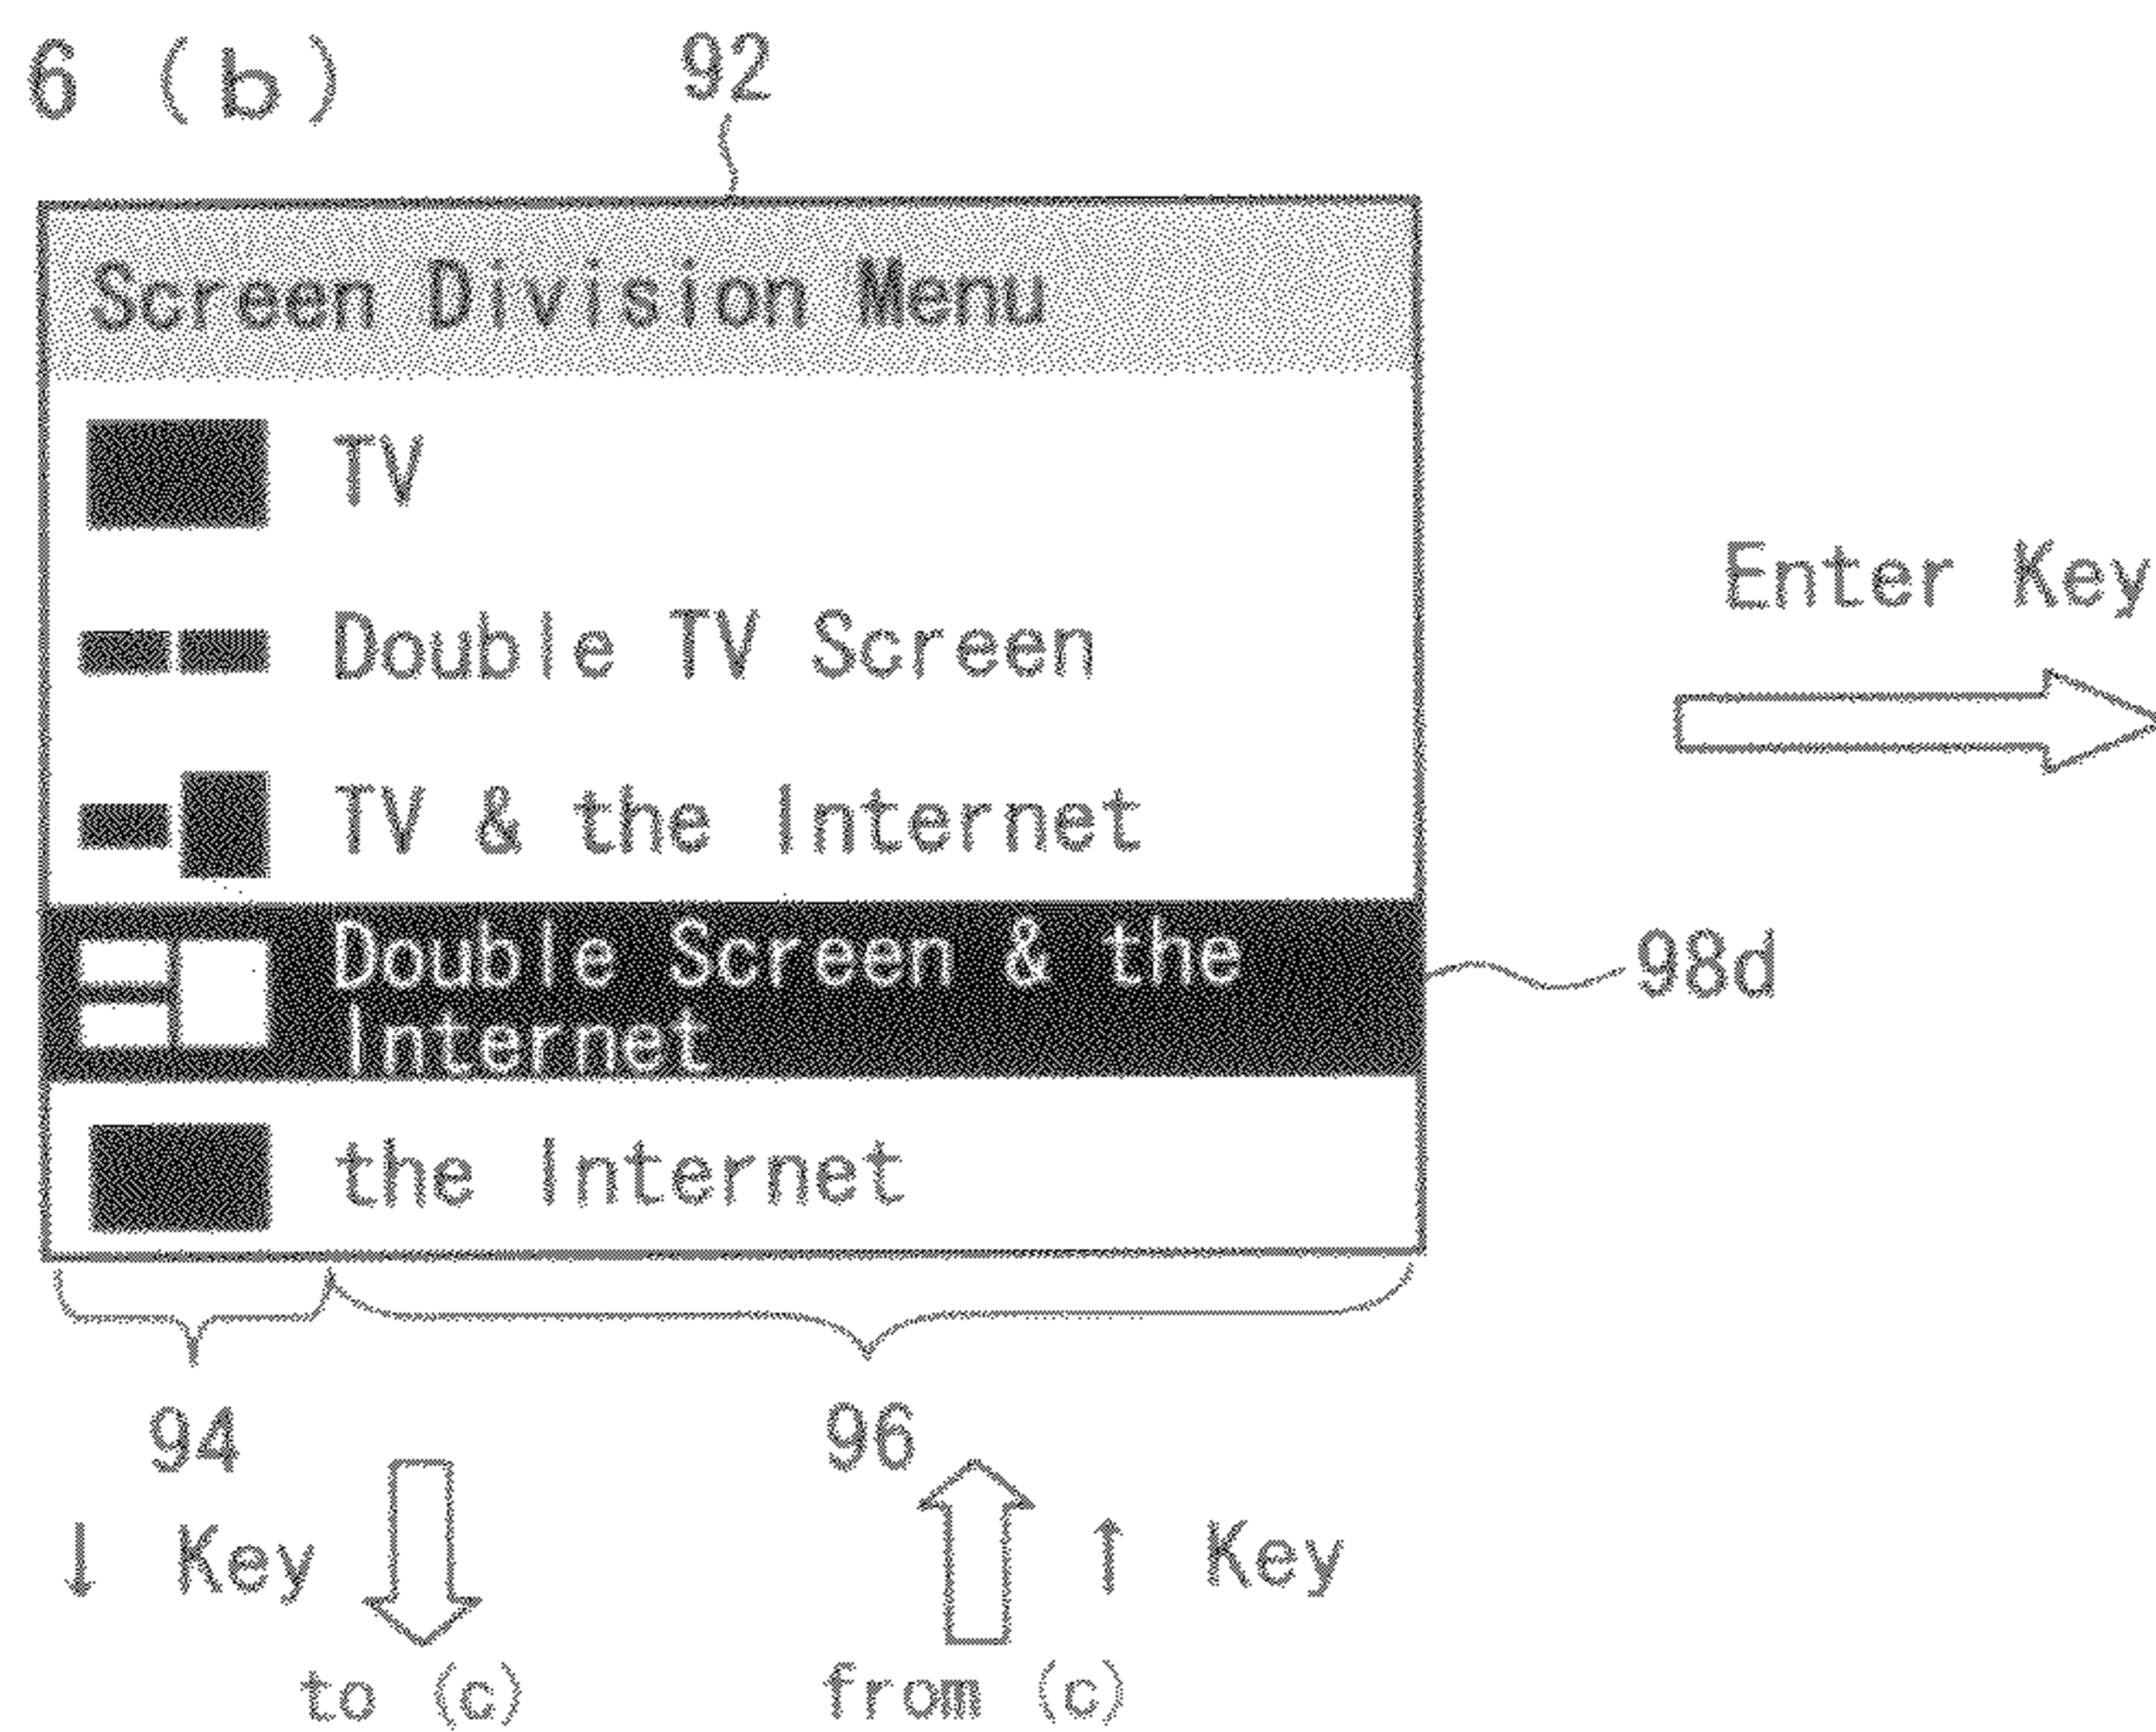 6 (b)
92
Screen Division Menu
TV
Double TV Screen
TV & the Internet
Double Screen & the
Internet
the Internet
Enter Key
98d
94
96
↓ Key
↑ Key
to (c)
from (c)